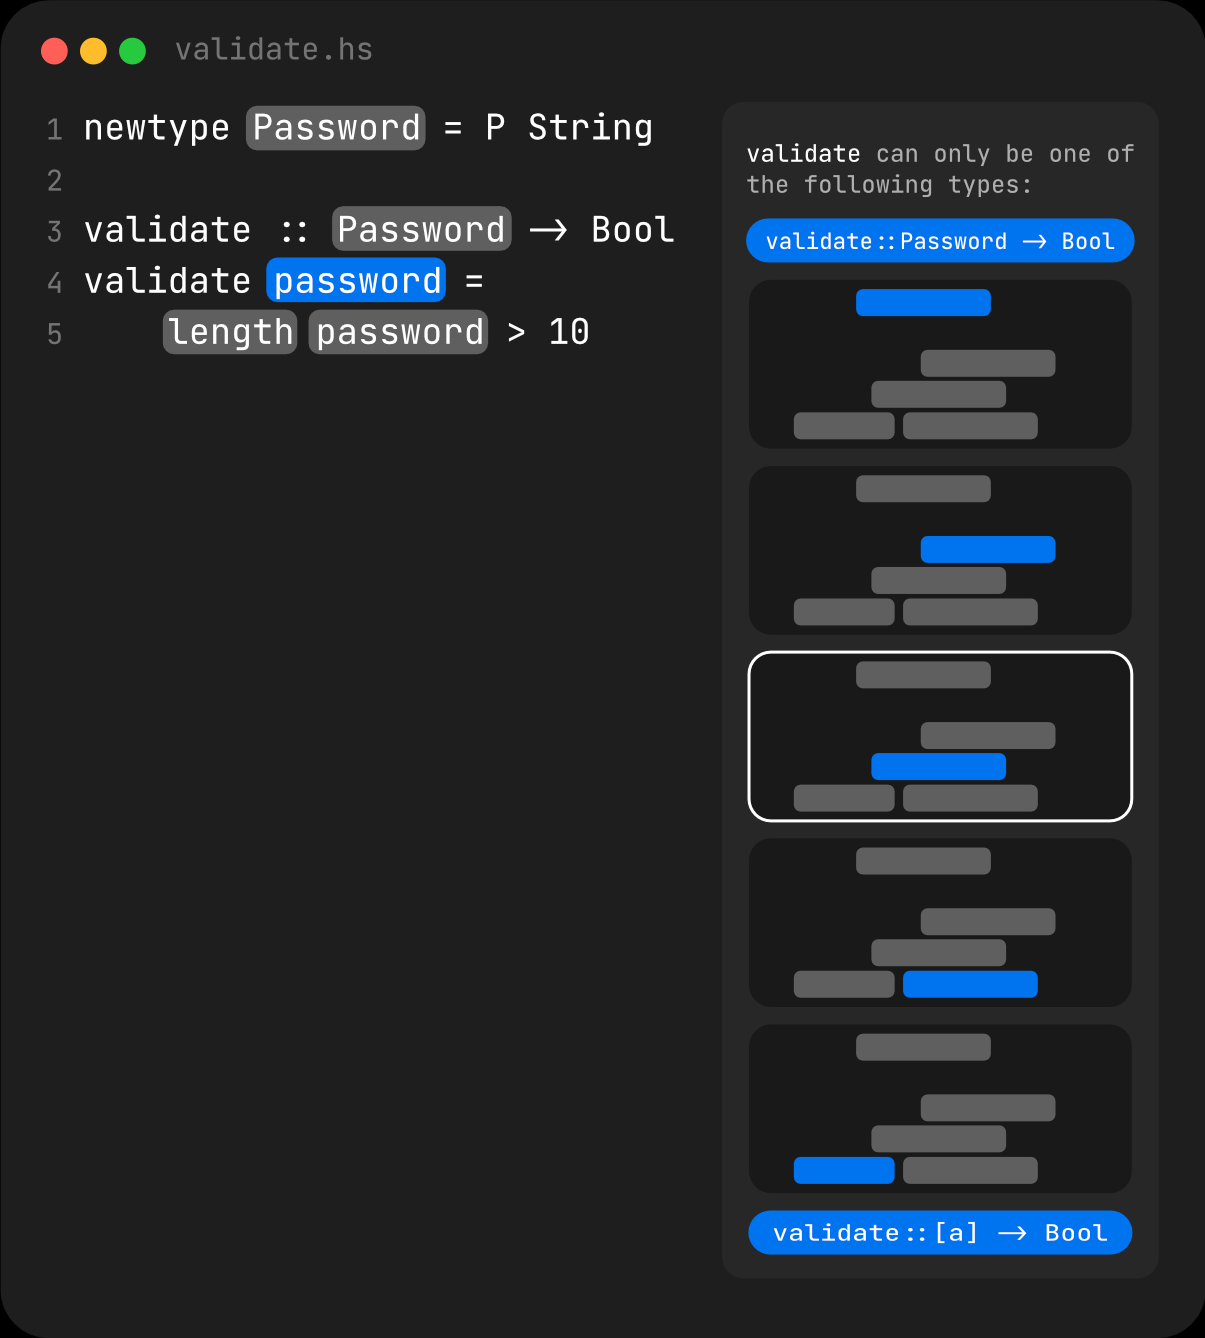 validate.hs
1 newtype Password = P String
2
3 validate :: Password -> Bool
4 validate password =
5     length password > 10
validate can only be one of
the following types:
validate::Password -> Bool
validate::[a] -> Bool